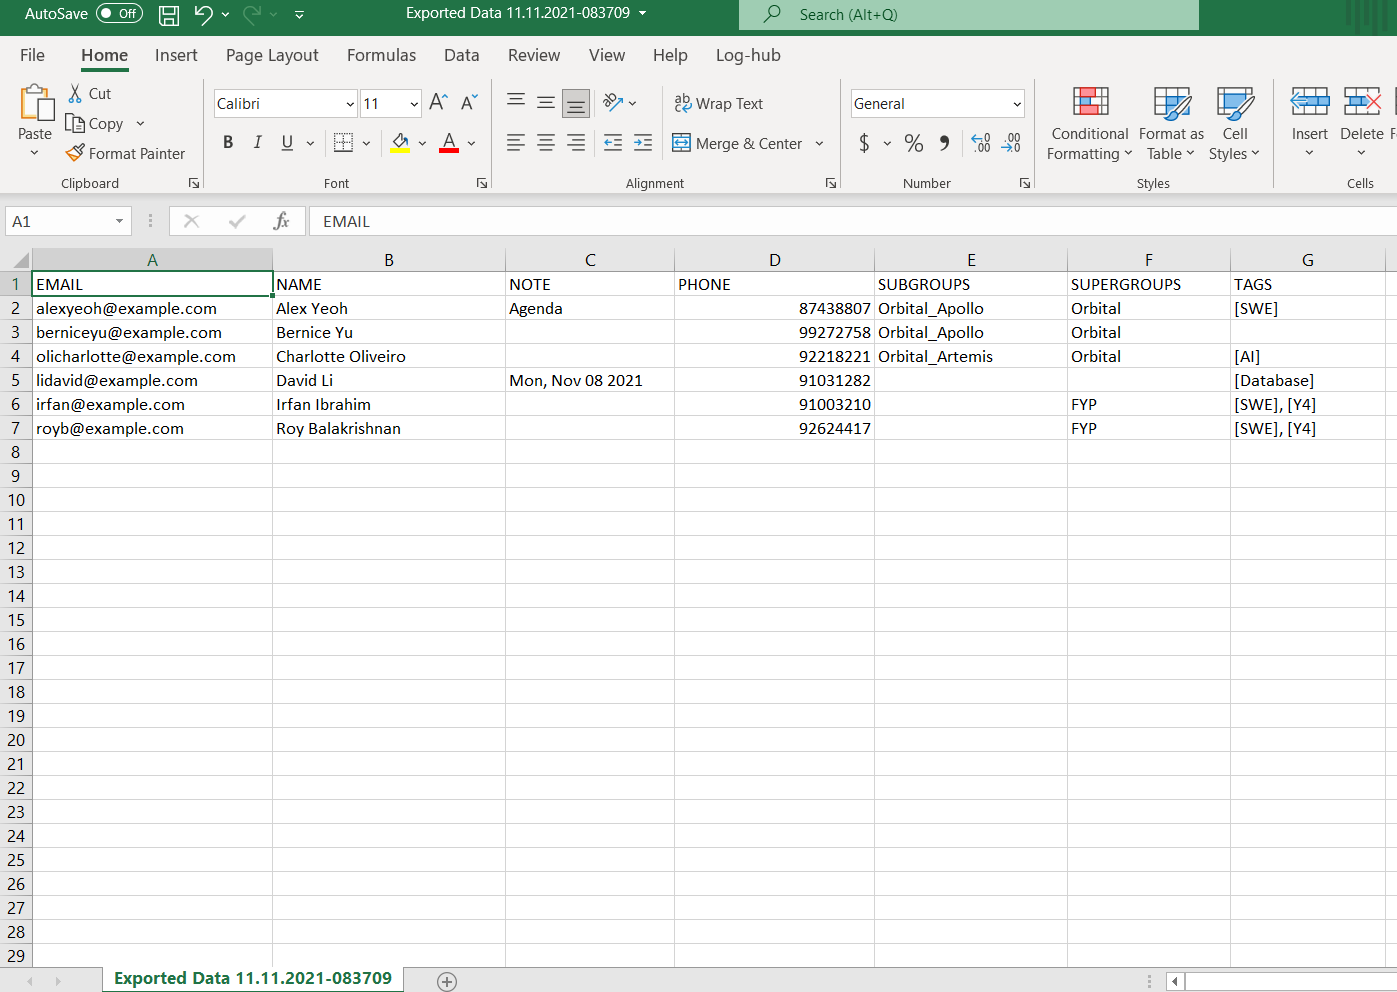 AutoSave Off Exported Data 11.11.2021-083709 Search (Alt+Q)
File Home Insert Page Layout Formulas Data Review View Help Log-hub
Paste
Cut
Copy
Format Painter
Clipboard
Calibri 11 A A
B I U A
Font
ab Wrap Text
Merge & Center
Alignment
General
$ % , .00 .00
Number
Conditional Formatting
Format as Table
Cell Styles
Styles
Insert Delete F
Cells
A1 fx EMAIL
A B C D E F G
1 EMAIL NAME NOTE PHONE SUBGROUPS SUPERGROUPS TAGS
2 alexyeoh@example.com Alex Yeoh Agenda 87438807 Orbital_Apollo Orbital [SWE]
3 berniceyu@example.com Bernice Yu 99272758 Orbital_Apollo Orbital
4 olicharlotte@example.com Charlotte Oliveiro 92218221 Orbital_Artemis Orbital [AI]
5 lidavid@example.com David Li Mon, Nov 08 2021 91031282 [Database]
6 irfan@example.com Irfan Ibrahim 91003210 FYP [SWE], [Y4]
7 royb@example.com Roy Balakrishnan 92624417 FYP [SWE], [Y4]
8
9
10
11
12
13
14
15
16
17
18
19
20
21
22
23
24
25
26
27
28
29
Exported Data 11.11.2021-083709